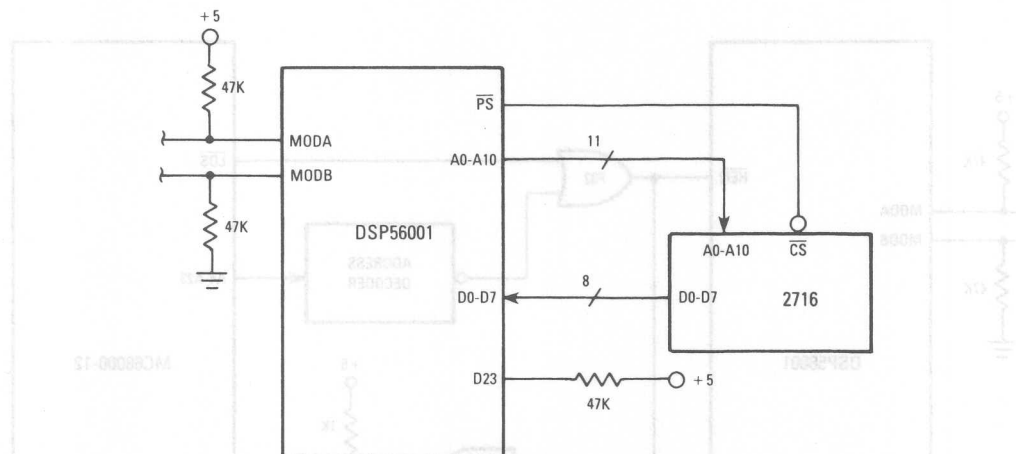 +5
47K
PS
MODA
11
A0-A10
MODB
47K
DSP56001
A0-A10
CS
8
D0-D7
D0-D7
2716
D23
+5
47K